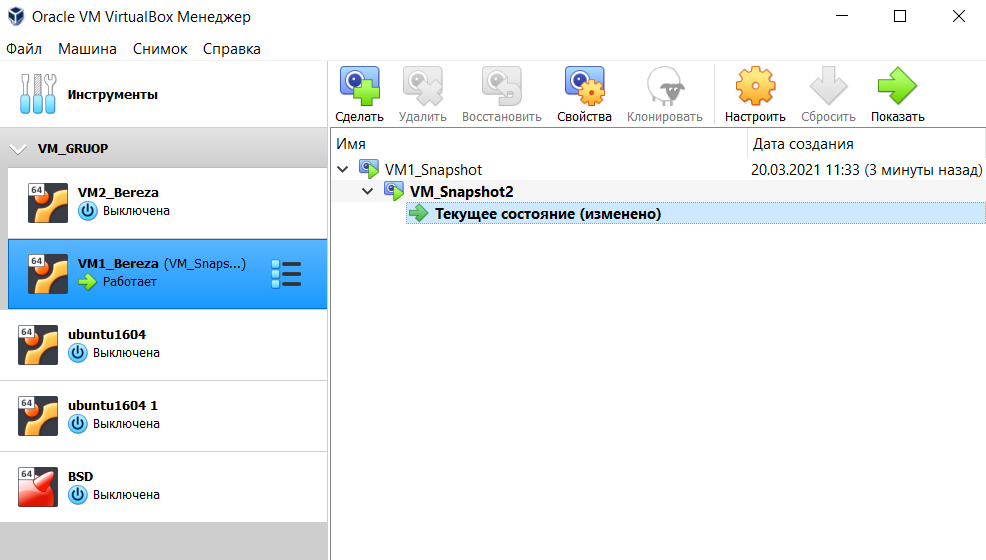 Oracle VM VirtualBox Менеджер
Файл Машина Снимок Справка
Инструменты
Сделать Удалить Восстановить Свойства Клонировать Настроить Сбросить Показать
VM_GRUOP
Имя Дата создания
VM1_Snapshot 20.03.2021 11:33 (3 минуты назад)
VM_Snapshot2
Текущее состояние (изменено)
64 VM2_Bereza
Выключена
64 VM1_Bereza (VM_Snaps...)
Работает
64 ubuntu1604
Выключена
64 ubuntu1604 1
Выключена
64 BSD
Выключена